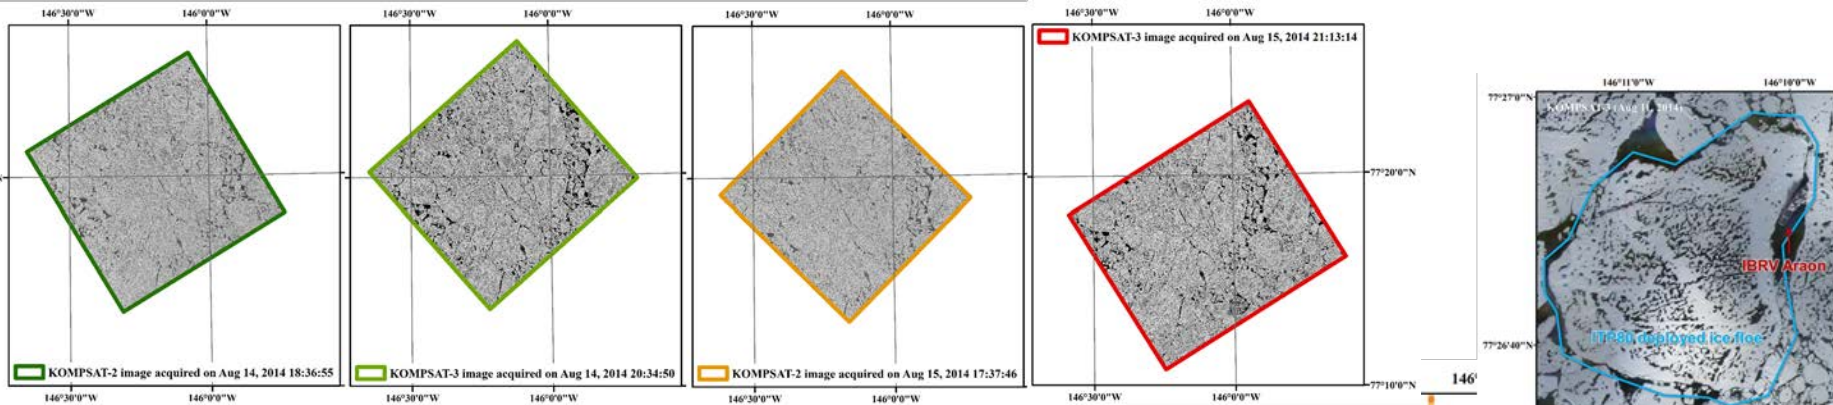 146°30'0"W 146°0'0"W
KOMPSAT-2 image acquired on Aug 14, 2014 18:36:55
146°30'0"W 146°0'0"W
146°30'0"W 146°0'0"W
KOMPSAT-3 image acquired on Aug 14, 2014 20:34:50
146°30'0"W 146°0'0"W
146°30'0"W 146°0'0"W
KOMPSAT-2 image acquired on Aug 15, 2014 17:37:46
146°30'0"W 146°0'0"W
146°30'0"W 146°0'0"W
KOMPSAT-3 image acquired on Aug 15, 2014 21:13:14
77°20'0"N
77°10'0"N
146°30'0"W 146°0'0"W
146°
146°11'0"W 146°10'0"W
77°27'0"N
IBRV Araon
ITP80 deployed ice floe
77°26'40"N